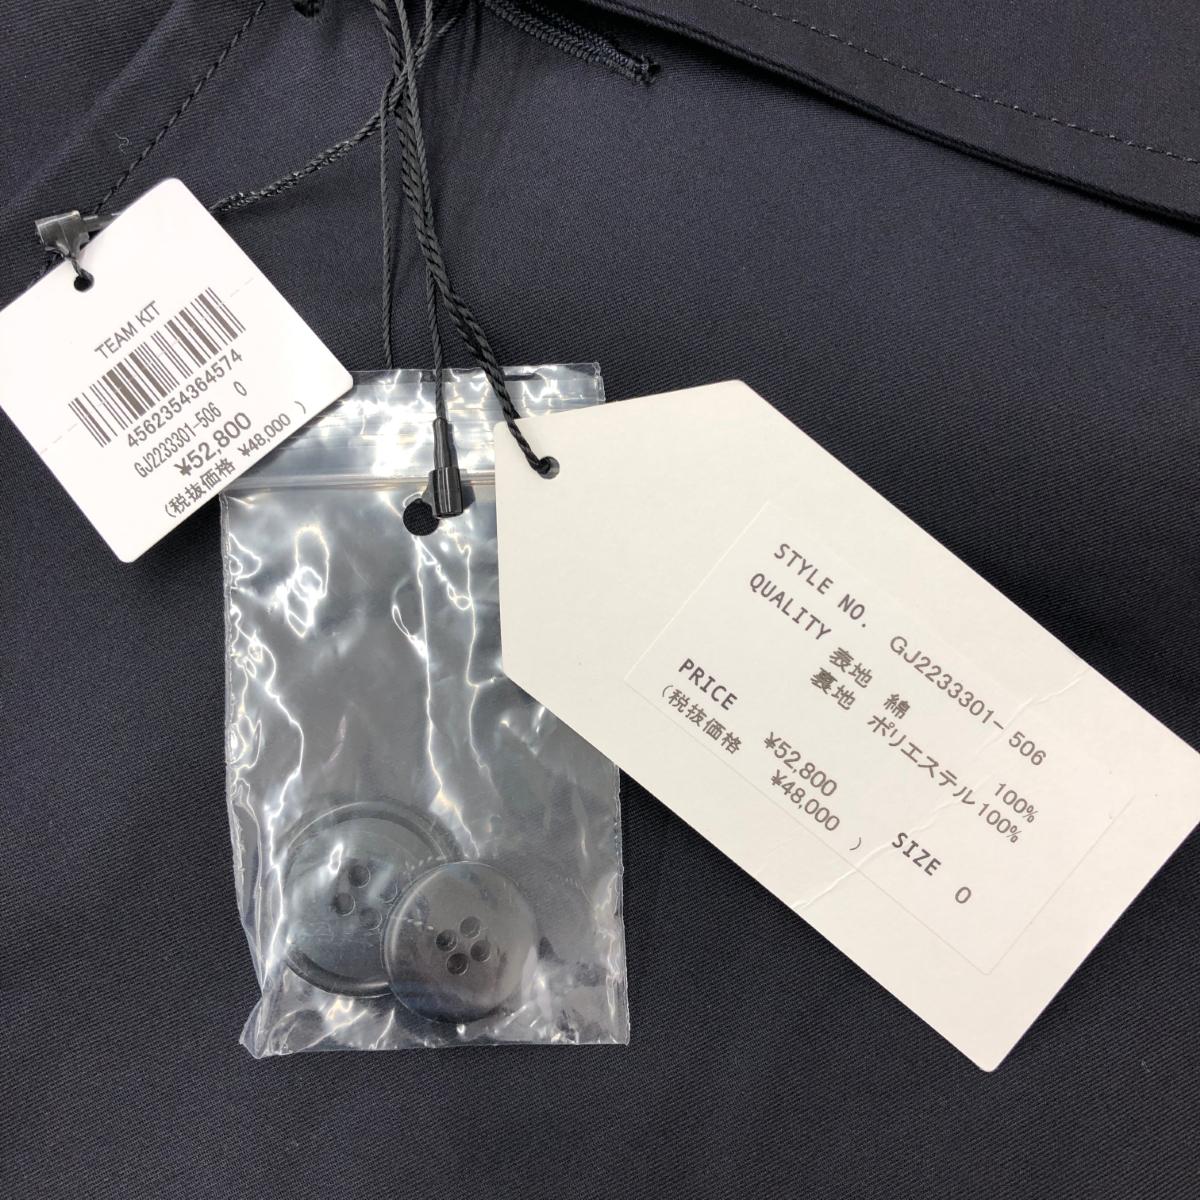 TEAM KIT
4562354364574
GJ2233301-506 0
¥52,800
(税抜価格 ¥48,000 )
STYLE NO. GJ2233301- 506
QUALITY 表地 綿 100%
裏地 ポリエステル100%
PRICE ¥52,800 SIZE 0
(税抜価格 ¥48,000 )